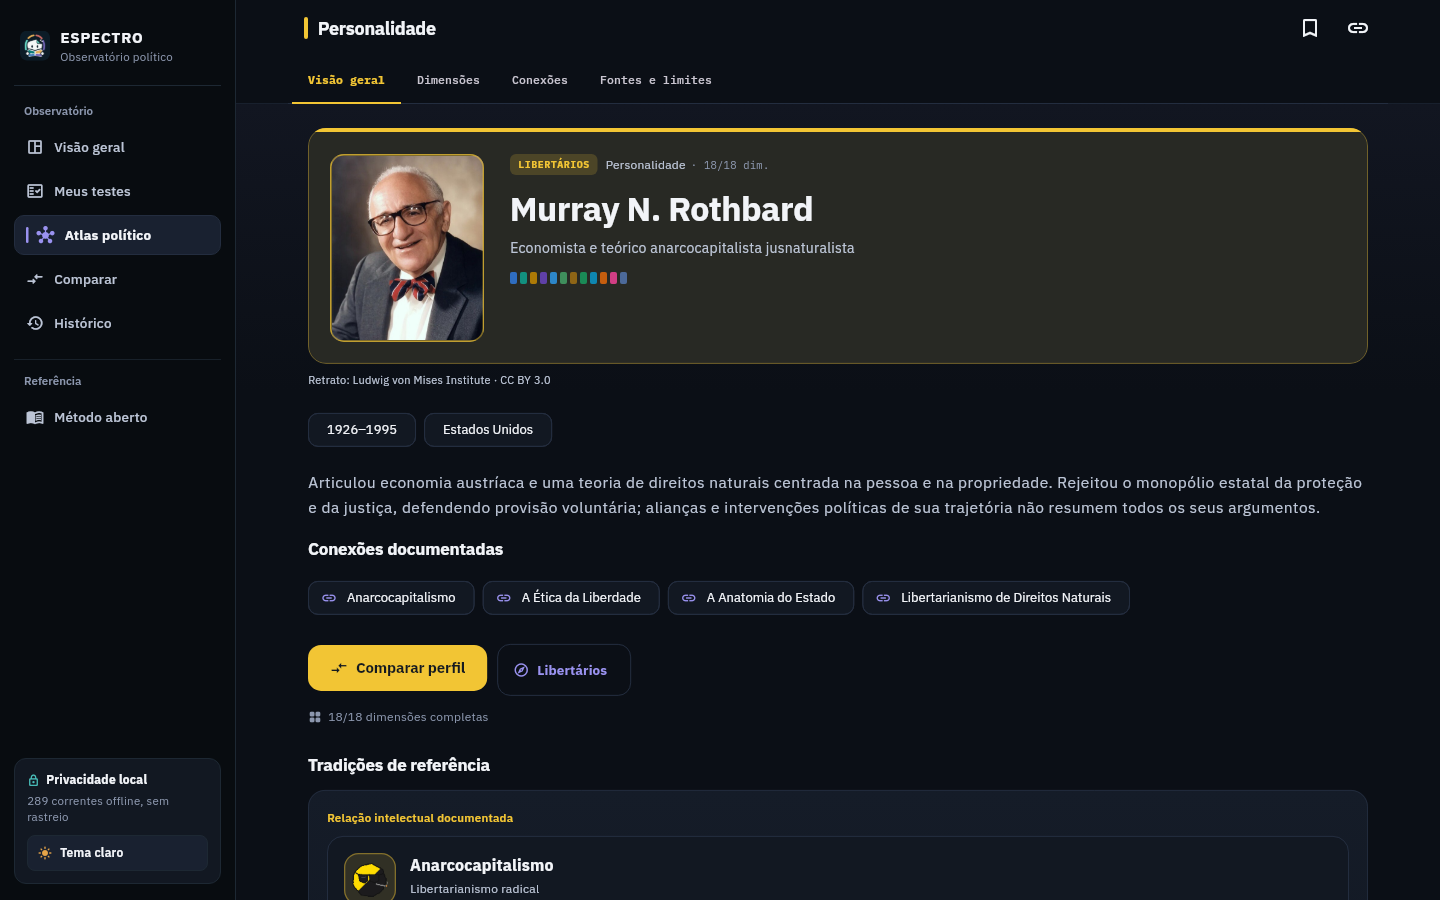 ESPECTRO
Observatório político
Observatório
Visão geral
Meus testes
Atlas político
Comparar
Histórico
Referência
Método aberto
Privacidade local
289 correntes offline, sem
rastreio
Tema claro
Personalidade
Visão geral
Dimensões
Conexões
Fontes e limites
LIBERTÁRIOS Personalidade · 18/18 dim.
Murray N. Rothbard
Economista e teórico anarcocapitalista jusnaturalista
Retrato: Ludwig von Mises Institute · CC BY 3.0
1926–1995
Estados Unidos
Articulou economia austríaca e uma teoria de direitos naturais centrada na pessoa e na propriedade. Rejeitou o monopólio estatal da proteção
e da justiça, defendendo provisão voluntária; alianças e intervenções políticas de sua trajetória não resumem todos os seus argumentos.
Conexões documentadas
Anarcocapitalismo
A Ética da Liberdade
A Anatomia do Estado
Libertarianismo de Direitos Naturais
Comparar perfil
Libertários
18/18 dimensões completas
Tradições de referência
Relação intelectual documentada
Anarcocapitalismo
Libertarianismo radical